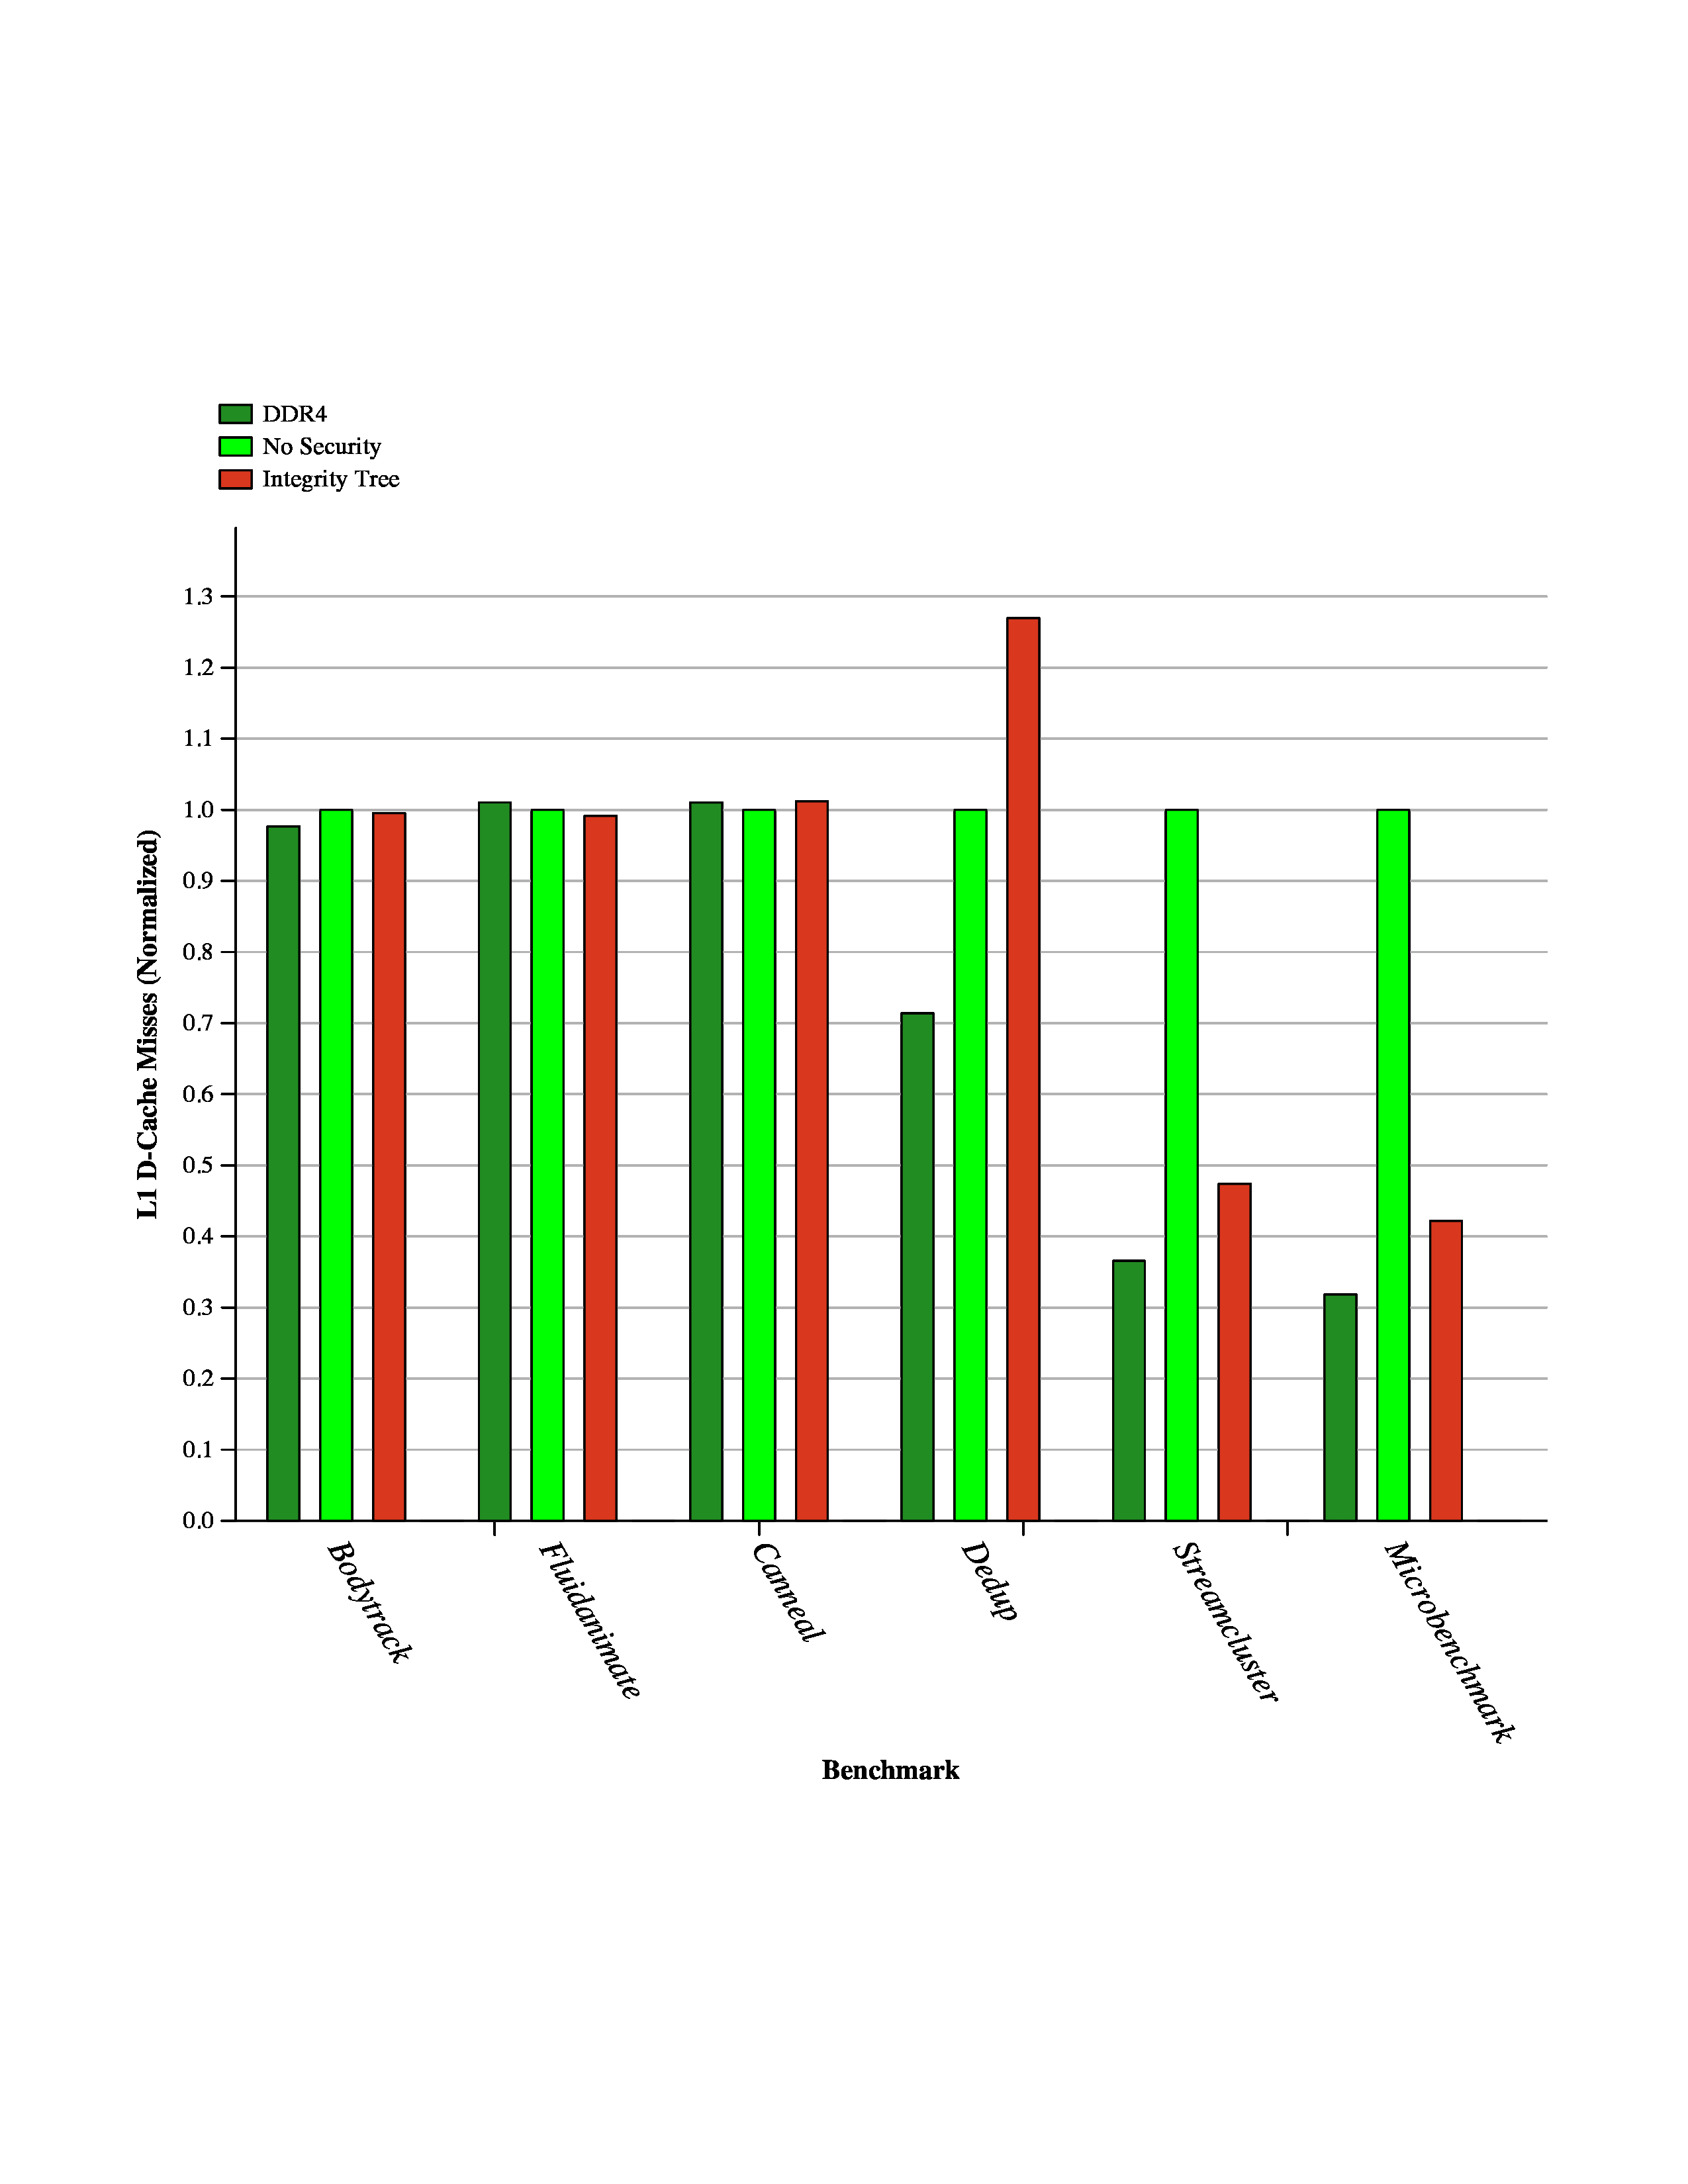 DDR4
No Security
Integrity Tree
L1 D-Cache Misses (Normalized)
1.3
1.2
1.1
1.0
0.9
0.8
0.7
0.6
0.5
0.4
0.3
0.2
0.1
0.0
Bodytrack
Fluidanimate
Canneal
Dedup
Streamcluster
Microbenchmark
Benchmark